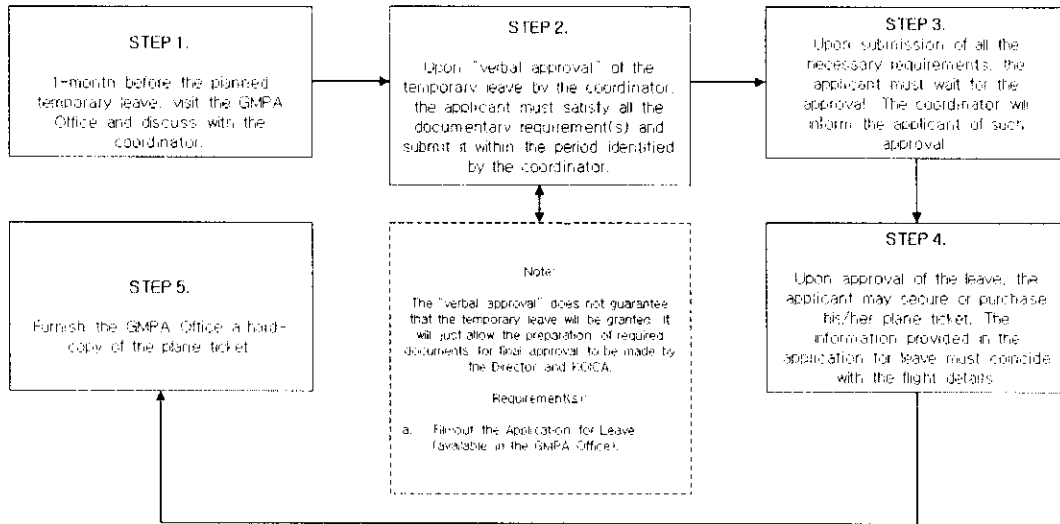 STEP 1.
1-month before the planned
temporary leave, visit the GMPA
Office and discuss with the
coordinator.
STEP 2.
Upon "verbal approval" of the
temporary leave by the coordinator,
the applicant must satisfy all the
documentary requirement(s) and
submit it within the period identified
by the coordinator.
STEP 3.
Upon submission of all the
necessary requirements, the
applicant must wait for the
approval. The coordinator will
inform the applicant of such
approval
Note:
The "verbal approval" does not guarantee
that the temporary leave will be granted. It
will just allow the preparation of required
documents for final approval to be made by
the Director and KOICA.
Requirement(s):
a. Fill-out the Application for Leave
(available in the GMPA Office).
STEP 4.
Upon approval of the leave, the
applicant may secure or purchase
his/her plane ticket. The
information provided in the
application for leave must coincide
with the flight details
STEP 5.
Furnish the GMPA Office a hard-
copy of the plane ticket